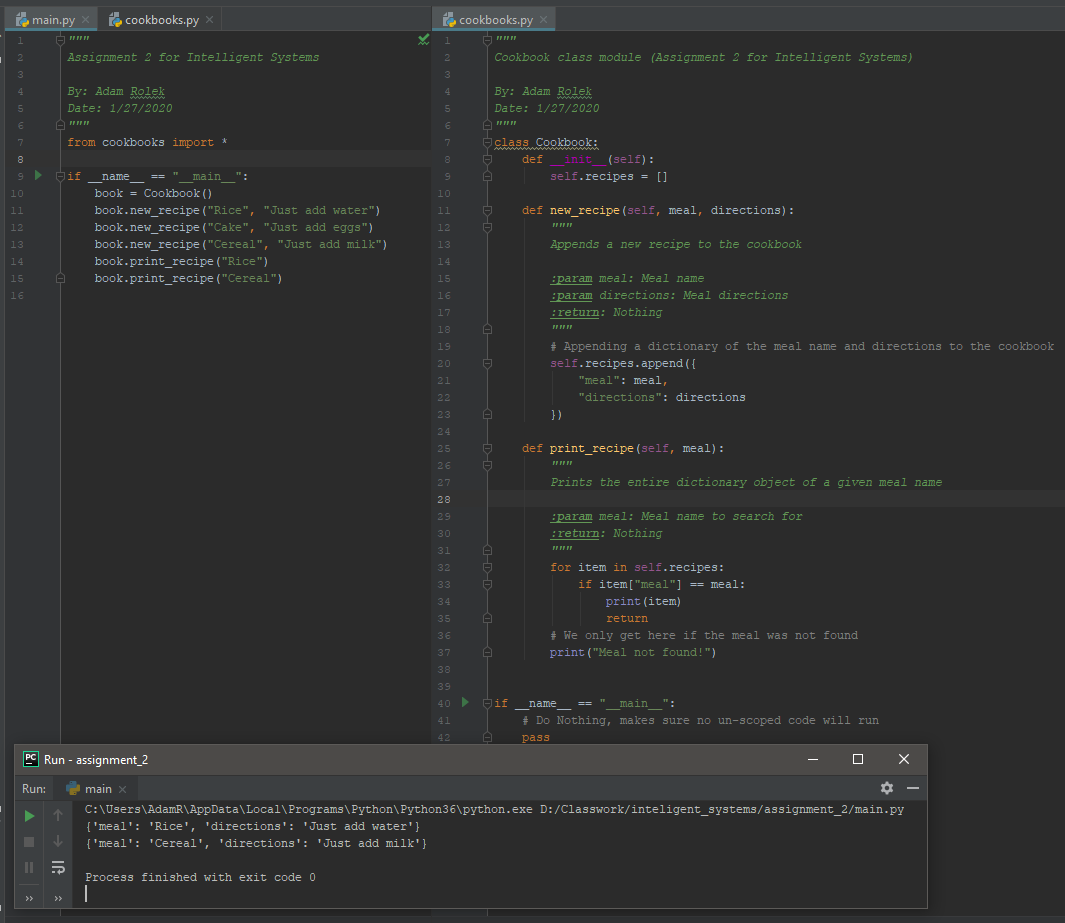 main.py
cookbooks.py
1 """
2 Assignment 2 for Intelligent Systems
3
4 By: Adam Rolek
5 Date: 1/27/2020
6 """
7 from cookbooks import *
8
9 if __name__ == "__main__":
10 book = Cookbook()
11 book.new_recipe("Rice", "Just add water")
12 book.new_recipe("Cake", "Just add eggs")
13 book.new_recipe("Cereal", "Just add milk")
14 book.print_recipe("Rice")
15 book.print_recipe("Cereal")
16
cookbooks.py
1 """
2 Cookbook class module (Assignment 2 for Intelligent Systems)
3
4 By: Adam Rolek
5 Date: 1/27/2020
6 """
7 class Cookbook:
8 def __init__(self):
9 self.recipes = []
10
11 def new_recipe(self, meal, directions):
12 """
13 Appends a new recipe to the cookbook
14
15 :param meal: Meal name
16 :param directions: Meal directions
17 :return: Nothing
18 """
19 # Appending a dictionary of the meal name and directions to the cookbook
20 self.recipes.append({
21 "meal": meal,
22 "directions": directions
23 })
24
25 def print_recipe(self, meal):
26 """
27 Prints the entire dictionary object of a given meal name
28
29 :param meal: Meal name to search for
30 :return: Nothing
31 """
32 for item in self.recipes:
33 if item["meal"] == meal:
34 print(item)
35 return
36 # We only get here if the meal was not found
37 print("Meal not found!")
38
39
40 if __name__ == "__main__":
41 # Do Nothing, makes sure no un-scoped code will run
42 pass
PC Run - assignment_2
Run: main
C:\Users\AdamR\AppData\Local\Programs\Python\Python36\python.exe D:/Classwork/inteligent_systems/assignment_2/main.py
{'meal': 'Rice', 'directions': 'Just add water'}
{'meal': 'Cereal', 'directions': 'Just add milk'}
Process finished with exit code 0